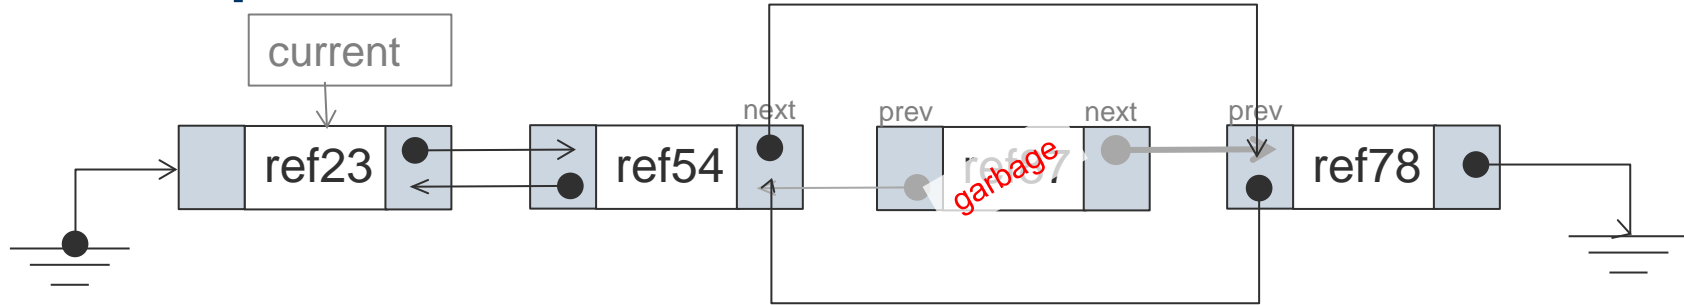 current
next
prev
next
prev
ref23
ref54
garbage
ref78